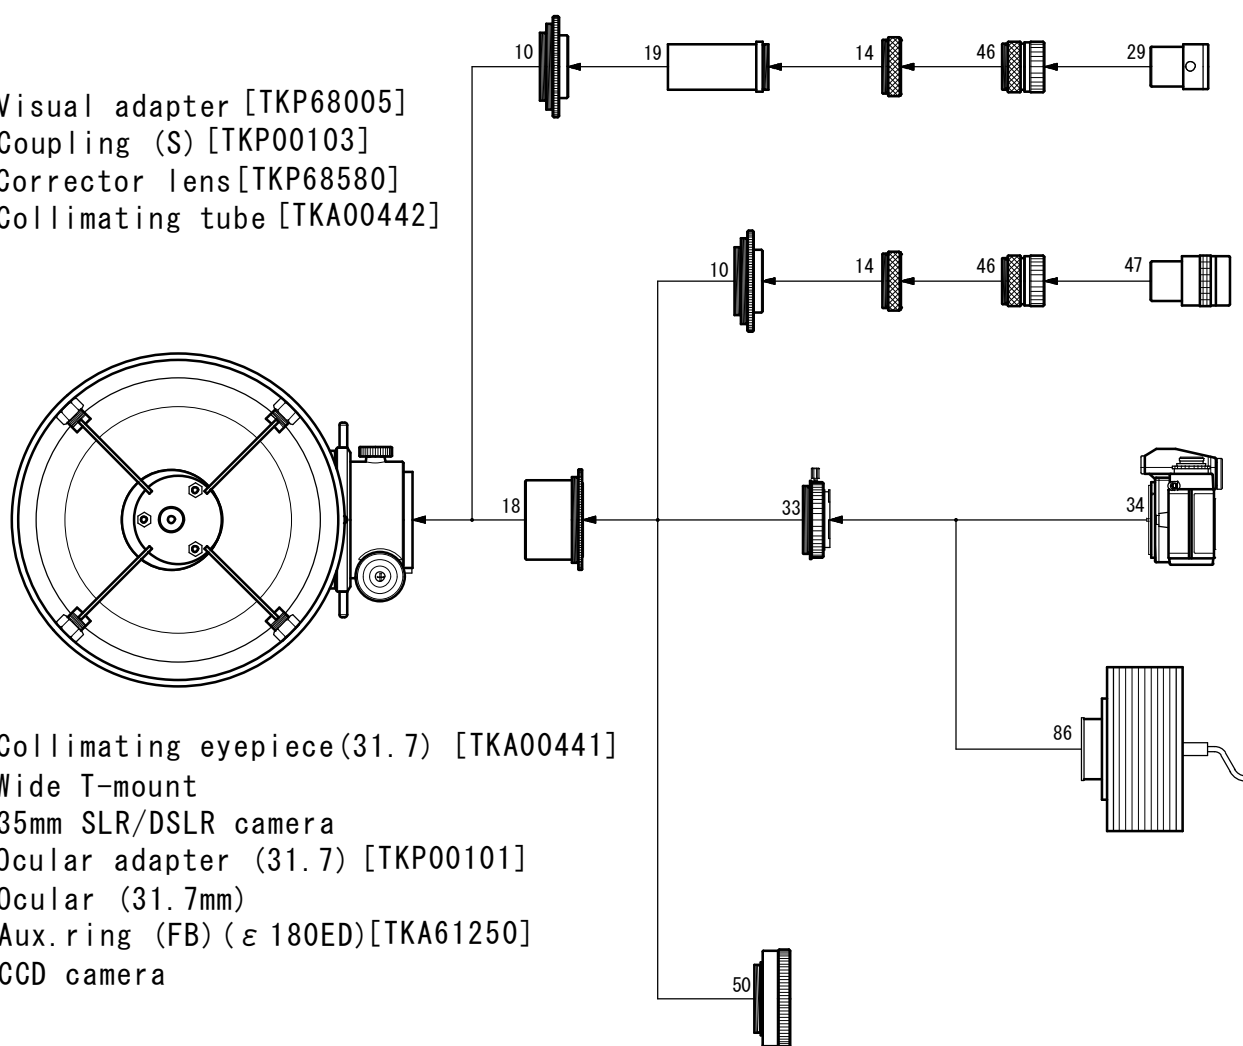 10 19 14 46 29
Visual adapter [TKP68005]
Coupling (S) [TKP00103]
Corrector lens[TKP68580]
Collimating tube [TKA00442]
10 14 46 47
18 33 34
86
Collimating eyepiece(31.7) [TKA00441]
Wide T-mount
35mm SLR/DSLR camera
Ocular adapter (31.7) [TKP00101]
Ocular (31.7mm)
Aux.ring (FB)(ε180ED)[TKA61250]
CCD camera
50